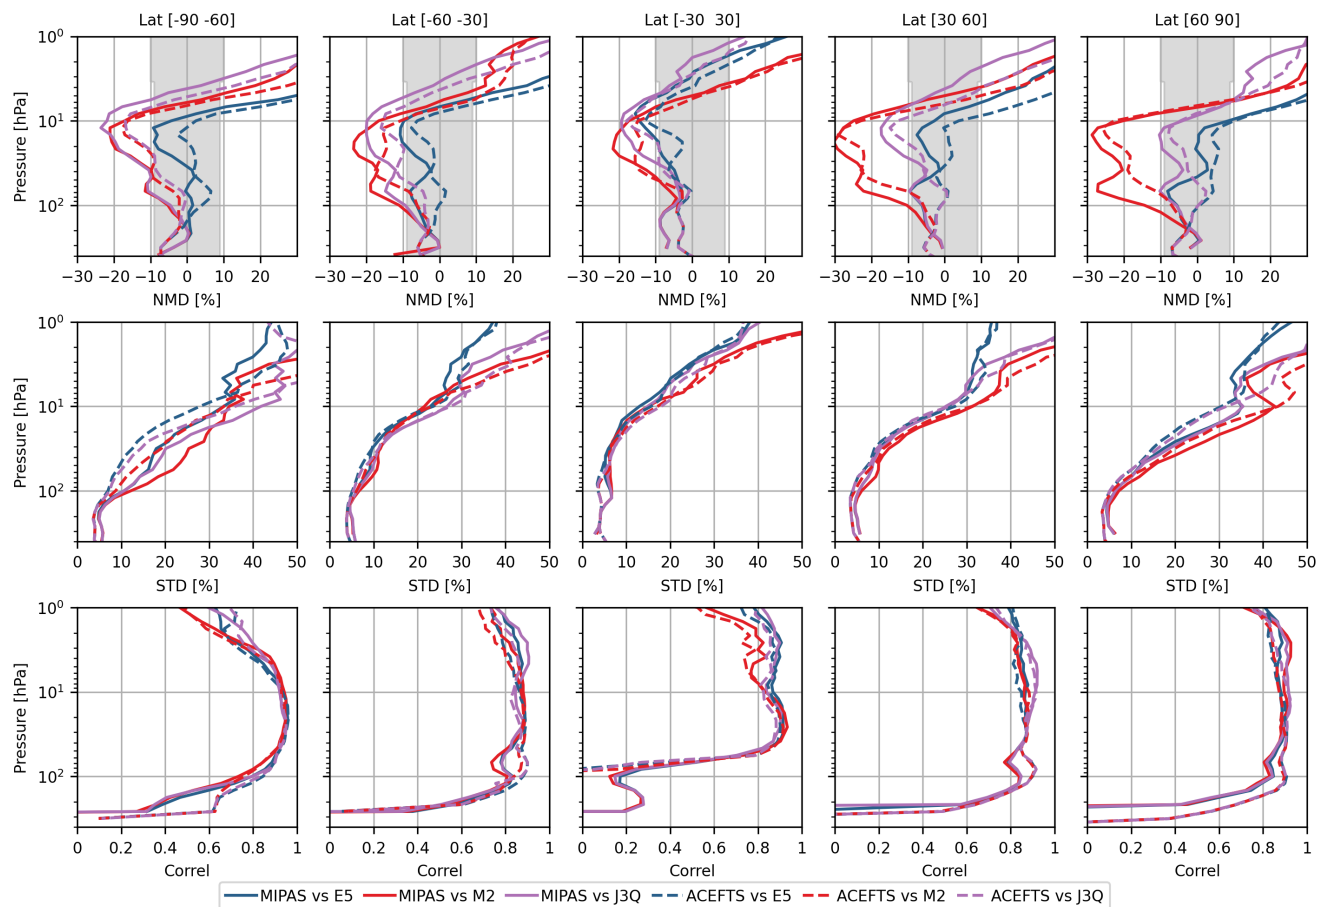 Lat [-90 -60] Lat [-60 -30] Lat [-30 30] Lat [30 60] Lat [60 90]
10⁰
10¹
10²
Pressure [hPa]
−30 −20 −10 0 10 20 −30 −20 −10 0 10 20 −30 −20 −10 0 10 20 −30 −20 −10 0 10 20 −30 −20 −10 0 10 20
NMD [%] NMD [%] NMD [%] NMD [%] NMD [%]
10⁰
10¹
10²
Pressure [hPa]
0 10 20 30 40 50 0 10 20 30 40 50 0 10 20 30 40 50 0 10 20 30 40 50 0 10 20 30 40 50
STD [%] STD [%] STD [%] STD [%] STD [%]
10⁰
10¹
10²
Pressure [hPa]
0 0.2 0.4 0.6 0.8 1 0 0.2 0.4 0.6 0.8 1 0 0.2 0.4 0.6 0.8 1 0 0.2 0.4 0.6 0.8 1 0 0.2 0.4 0.6 0.8 1
Correl Correl Correl Correl Correl
MIPAS vs E5 MIPAS vs M2 MIPAS vs J3Q ACEFTS vs E5 ACEFTS vs M2 ACEFTS vs J3Q